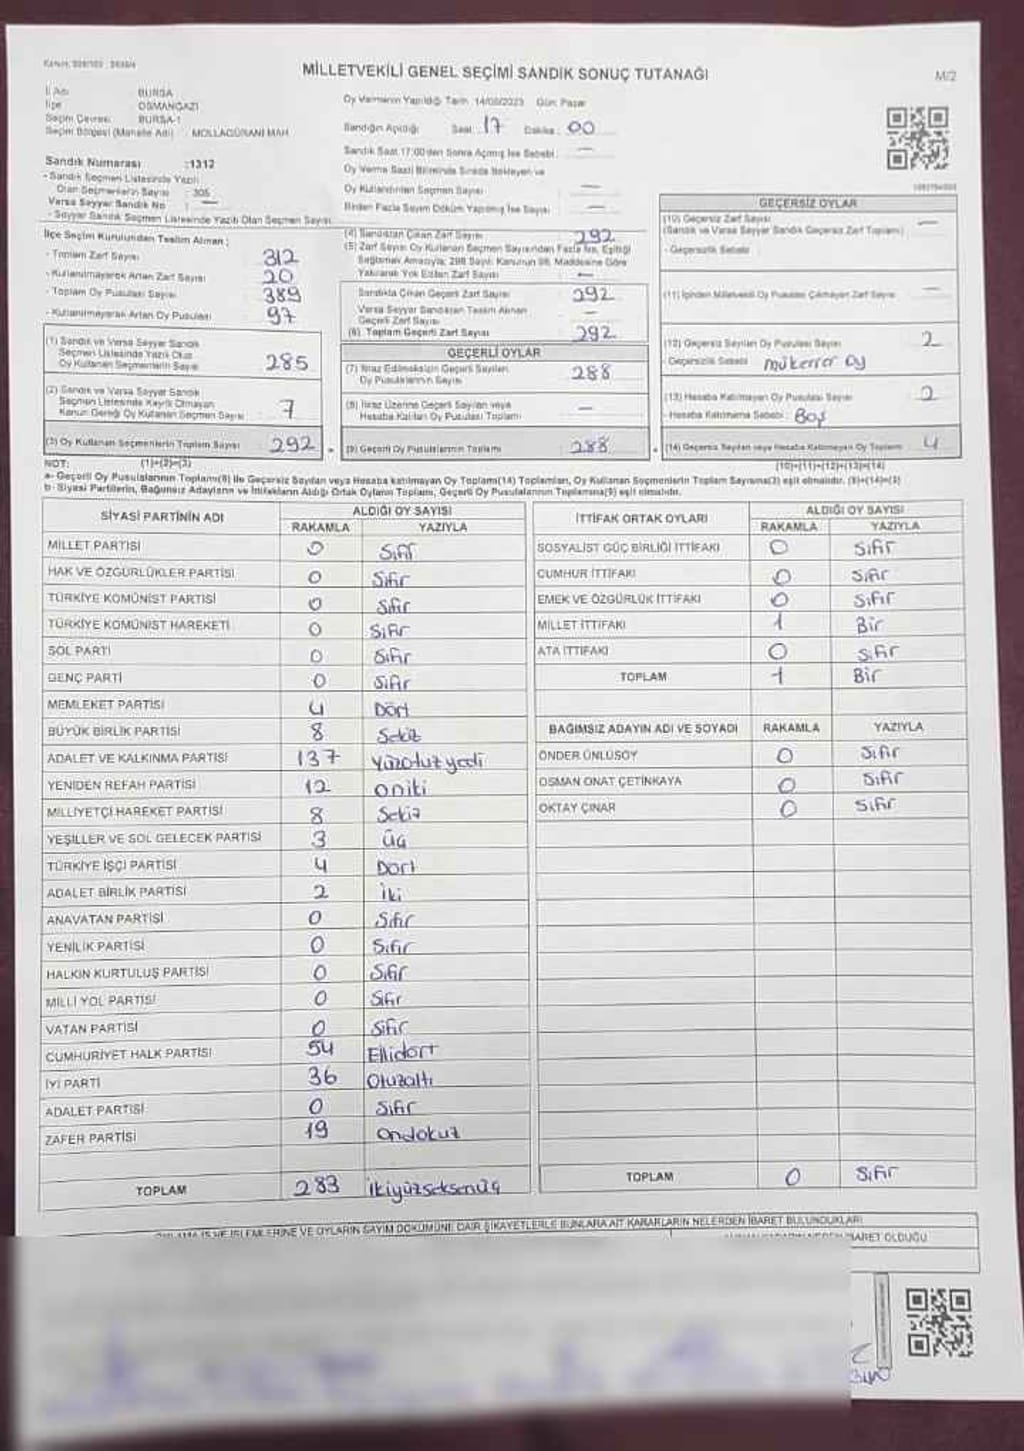 MİLLETVEKİLİ GENEL SEÇİMİ SANDIK SONUÇ TUTANAĞI
M/2
İl Adı BURSA
İlçe OSMANGAZİ
Seçim Çevresi BURSA-1
Seçim Bölgesi (Mahalle Adı) : MOLLAGÜRANİ MAH.
Oy Vermenin Yapıldığı Tarih: 14/05/2023 Gün: Pazar
Sandığın Açıldığı Saat: 17 Dakika: 00
Sandık Saat 17:00'den Sonra Açılmış İse Sebebi: —
Oy Verme Saati Bitiminde Sırada Bekleyen ve
Oy Kullandırılan Seçmen Sayısı —
Birden Fazla Sayım Döküm Yapılmış İse Sayısı —
Sandık Numarası :1312
- Sandık Seçmen Listesinde Yazılı
Olan Seçmenlerin Sayısı : 305
Varsa Seyyar Sandık No : —
- Seyyar Sandık Seçmen Listesinde Yazılı Olan Seçmen Sayısı
İlçe Seçim Kurulundan Teslim Alınan ;
- Toplam Zarf Sayısı 312
- Kullanılmayarak Artan Zarf Sayısı 20
- Toplam Oy Pusulası Sayısı 389
- Kullanılmayarak Artan Oy Pusulası 97
(1) Sandık ve Varsa Seyyar Sandık
Seçmen Listesinde Yazılı Olup
Oy Kullanan Seçmenlerin Sayısı 285
(2) Sandık ve Varsa Seyyar Sandık
Seçmen Listesinde Kayıtlı Olmayan
Kanun Gereği Oy Kullanan Seçmen Sayısı 7
(3) Oy Kullanan Seçmenlerin Toplam Sayısı 292
(1)+(2)=(3)
(4) Sandıktan Çıkan Zarf Sayısı 292
(5) Zarf Sayısı Oy Kullanan Seçmen Sayısından Fazla İse, Eşitliği
Sağlamak Amacıyla; 298 Sayılı Kanunun 98. Maddesine Göre
Yakılarak Yok Edilen Zarf Sayısı —
Sandıkta Çıkan Geçerli Zarf Sayısı 292
Varsa Seyyar Sandıktan Teslim Alınan
Geçerli Zarf Sayısı —
(6) Toplam Geçerli Zarf Sayısı 292
GEÇERLİ OYLAR
(7) İtiraz Edilmeksizin Geçerli Sayılan
Oy Pusulalarının Sayısı 288
(8) İtiraz Üzerine Geçerli Sayılan veya
Hesaba Katılan Oy Pusulası Toplamı —
(9) Geçerli Oy Pusulalarının Toplamı 288
GEÇERSİZ OYLAR
(10) Geçersiz Zarf Sayısı —
(Sandık ve Varsa Seyyar Sandık Geçersiz Zarf Toplamı)
- Geçersizlik Sebebi
(11) İçinden Milletvekili Oy Pusulası Çıkmayan Zarf Sayısı —
(12) Geçersiz Sayılan Oy Pusulası Sayısı 2
- Geçersizlik Sebebi mükerrer oy
(13) Hesaba Katılmayan Oy Pusulası Sayısı 2
- Hesaba Katılmama Sebebi: Boş
(14) Geçersiz Sayılan veya Hesaba Katılmayan Oy Toplamı 4
(10)+(11)+(12)+(13)=(14)
NOT:
a- Geçerli Oy Pusulalarının Toplamı(9) ile Geçersiz Sayılan veya Hesaba katılmayan Oy Toplamı(14) Toplamları, Oy Kullanan Seçmenlerin Toplam Sayısına(3) eşit olmalıdır. (9)+(14)=(3)
b- Siyasi Partilerin, Bağımsız Adayların ve İttifakların Aldığı Ortak Oyların Toplamı, Geçerli Oy Pusulalarının Toplamına(9) eşit olmalıdır.
SİYASİ PARTİNİN ADI ALDIĞI OY SAYISI
RAKAMLA YAZIYLA
MİLLET PARTİSİ 0 Sıfır
HAK VE ÖZGÜRLÜKLER PARTİSİ 0 Sıfır
TÜRKİYE KOMÜNİST PARTİSİ 0 Sıfır
TÜRKİYE KOMÜNİST HAREKETİ 0 Sıfır
SOL PARTİ 0 Sıfır
GENÇ PARTİ 0 Sıfır
MEMLEKET PARTİSİ 4 Dört
BÜYÜK BİRLİK PARTİSİ 8 Sekiz
ADALET VE KALKINMA PARTİSİ 137 Yüzotuzyedi
YENİDEN REFAH PARTİSİ 12 oniki
MİLLİYETÇİ HAREKET PARTİSİ 8 Sekiz
YEŞİLLER VE SOL GELECEK PARTİSİ 3 Üç
TÜRKİYE İŞÇİ PARTİSİ 4 Dört
ADALET BİRLİK PARTİSİ 2 İki
ANAVATAN PARTİSİ 0 Sıfır
YENİLİK PARTİSİ 0 Sıfır
HALKIN KURTULUŞ PARTİSİ 0 Sıfır
MİLLİ YOL PARTİSİ 0 Sıfır
VATAN PARTİSİ 0 Sıfır
CUMHURİYET HALK PARTİSİ 54 Ellidört
İYİ PARTİ 36 Otuzaltı
ADALET PARTİSİ 0 Sıfır
ZAFER PARTİSİ 19 Ondokuz
TOPLAM 283 ikiyüzseksenüç
İTTİFAK ORTAK OYLARI ALDIĞI OY SAYISI
RAKAMLA YAZIYLA
SOSYALİST GÜÇ BİRLİĞİ İTTİFAKI 0 Sıfır
CUMHUR İTTİFAKI 0 Sıfır
EMEK VE ÖZGÜRLÜK İTTİFAKI 0 Sıfır
MİLLET İTTİFAKI 1 Bir
ATA İTTİFAKI 0 Sıfır
TOPLAM 1 Bir
BAĞIMSIZ ADAYIN ADI VE SOYADI RAKAMLA YAZIYLA
ÖNDER ÜNLÜSOY 0 Sıfır
OSMAN ONAT ÇETİNKAYA 0 Sıfır
OKTAY ÇINAR 0 Sıfır
TOPLAM 0 Sıfır
İŞ VE İŞLEMLERİNE VE OYLARIN SAYIM DÖKÜMÜNE DAİR ŞİKAYETLERLE BUNLARA AİT KARARLARIN NELERDEN İBARET BULUNDUKLARI
İBARET OLDUĞU